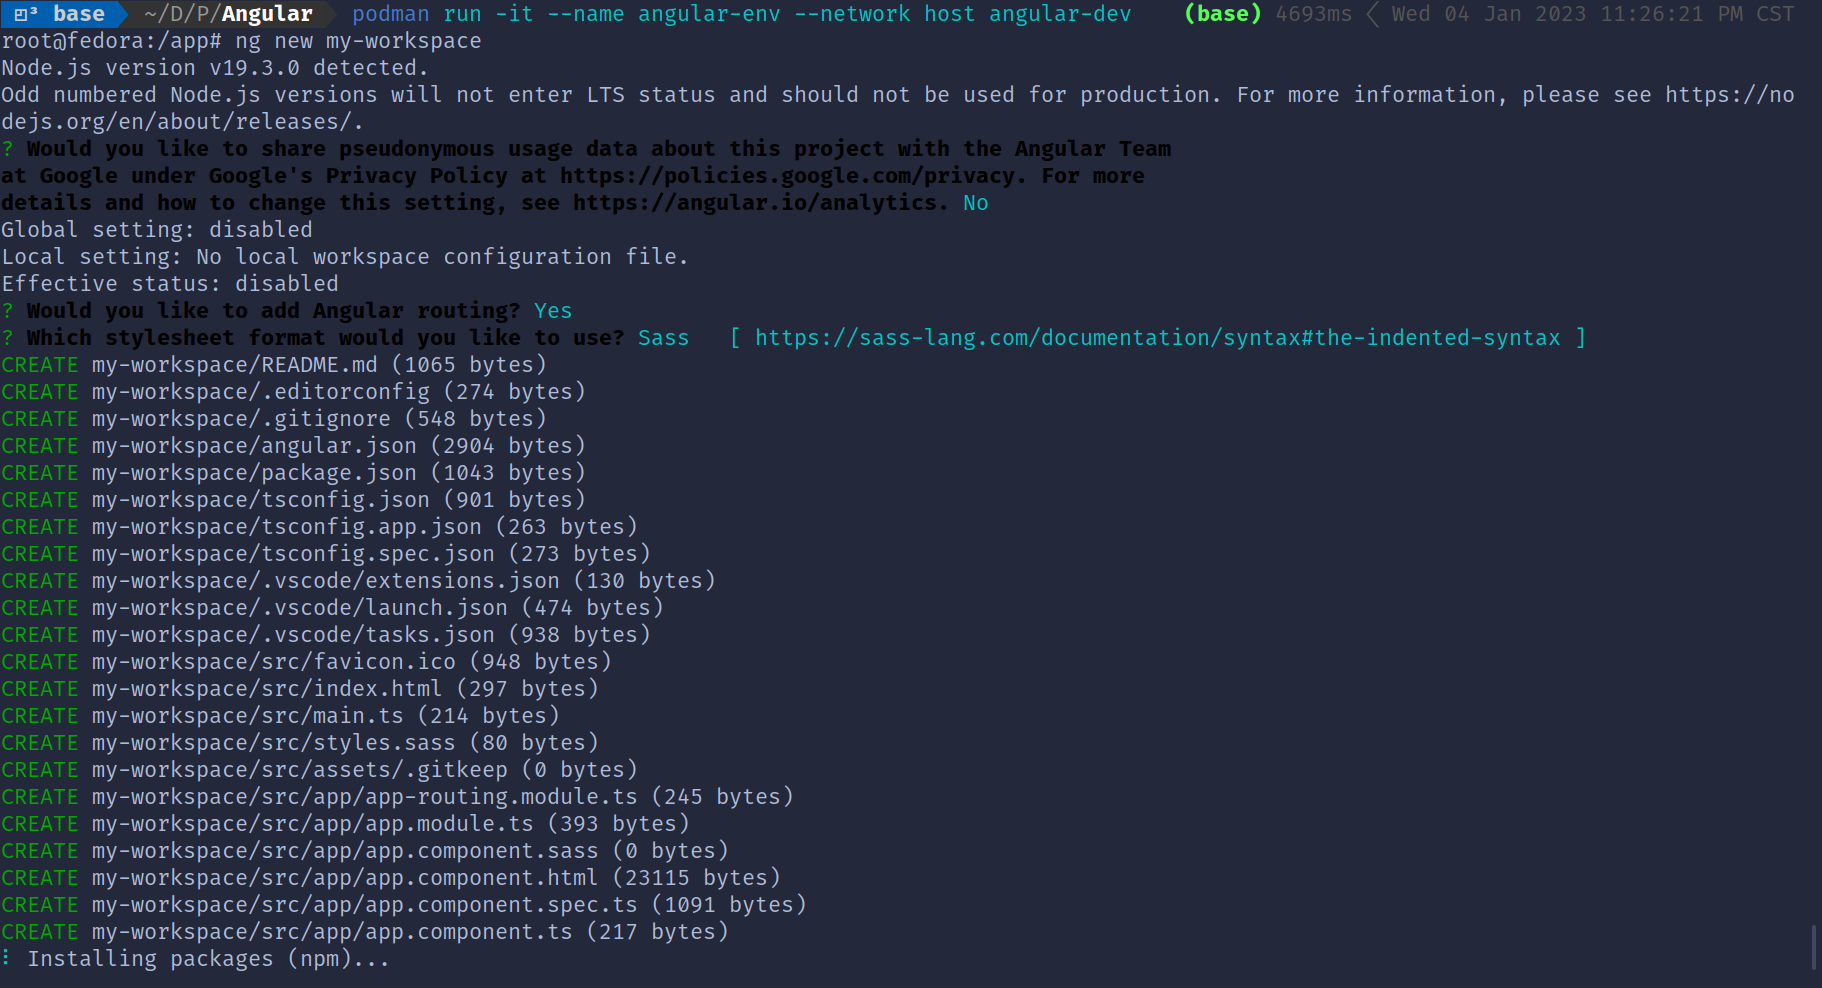 ◰³ base ~/D/P/Angular podman run -it --name angular-env --network host angular-dev (base) 4693ms Wed 04 Jan 2023 11:26:21 PM CST
root@fedora:/app# ng new my-workspace
Node.js version v19.3.0 detected.
Odd numbered Node.js versions will not enter LTS status and should not be used for production. For more information, please see https://no
dejs.org/en/about/releases/.
? Would you like to share pseudonymous usage data about this project with the Angular Team
at Google under Google's Privacy Policy at https://policies.google.com/privacy. For more
details and how to change this setting, see https://angular.io/analytics. No
Global setting: disabled
Local setting: No local workspace configuration file.
Effective status: disabled
? Would you like to add Angular routing? Yes
? Which stylesheet format would you like to use? Sass   [ https://sass-lang.com/documentation/syntax#the-indented-syntax ]
CREATE my-workspace/README.md (1065 bytes)
CREATE my-workspace/.editorconfig (274 bytes)
CREATE my-workspace/.gitignore (548 bytes)
CREATE my-workspace/angular.json (2904 bytes)
CREATE my-workspace/package.json (1043 bytes)
CREATE my-workspace/tsconfig.json (901 bytes)
CREATE my-workspace/tsconfig.app.json (263 bytes)
CREATE my-workspace/tsconfig.spec.json (273 bytes)
CREATE my-workspace/.vscode/extensions.json (130 bytes)
CREATE my-workspace/.vscode/launch.json (474 bytes)
CREATE my-workspace/.vscode/tasks.json (938 bytes)
CREATE my-workspace/src/favicon.ico (948 bytes)
CREATE my-workspace/src/index.html (297 bytes)
CREATE my-workspace/src/main.ts (214 bytes)
CREATE my-workspace/src/styles.sass (80 bytes)
CREATE my-workspace/src/assets/.gitkeep (0 bytes)
CREATE my-workspace/src/app/app-routing.module.ts (245 bytes)
CREATE my-workspace/src/app/app.module.ts (393 bytes)
CREATE my-workspace/src/app/app.component.sass (0 bytes)
CREATE my-workspace/src/app/app.component.html (23115 bytes)
CREATE my-workspace/src/app/app.component.spec.ts (1091 bytes)
CREATE my-workspace/src/app/app.component.ts (217 bytes)
⠸ Installing packages (npm)...